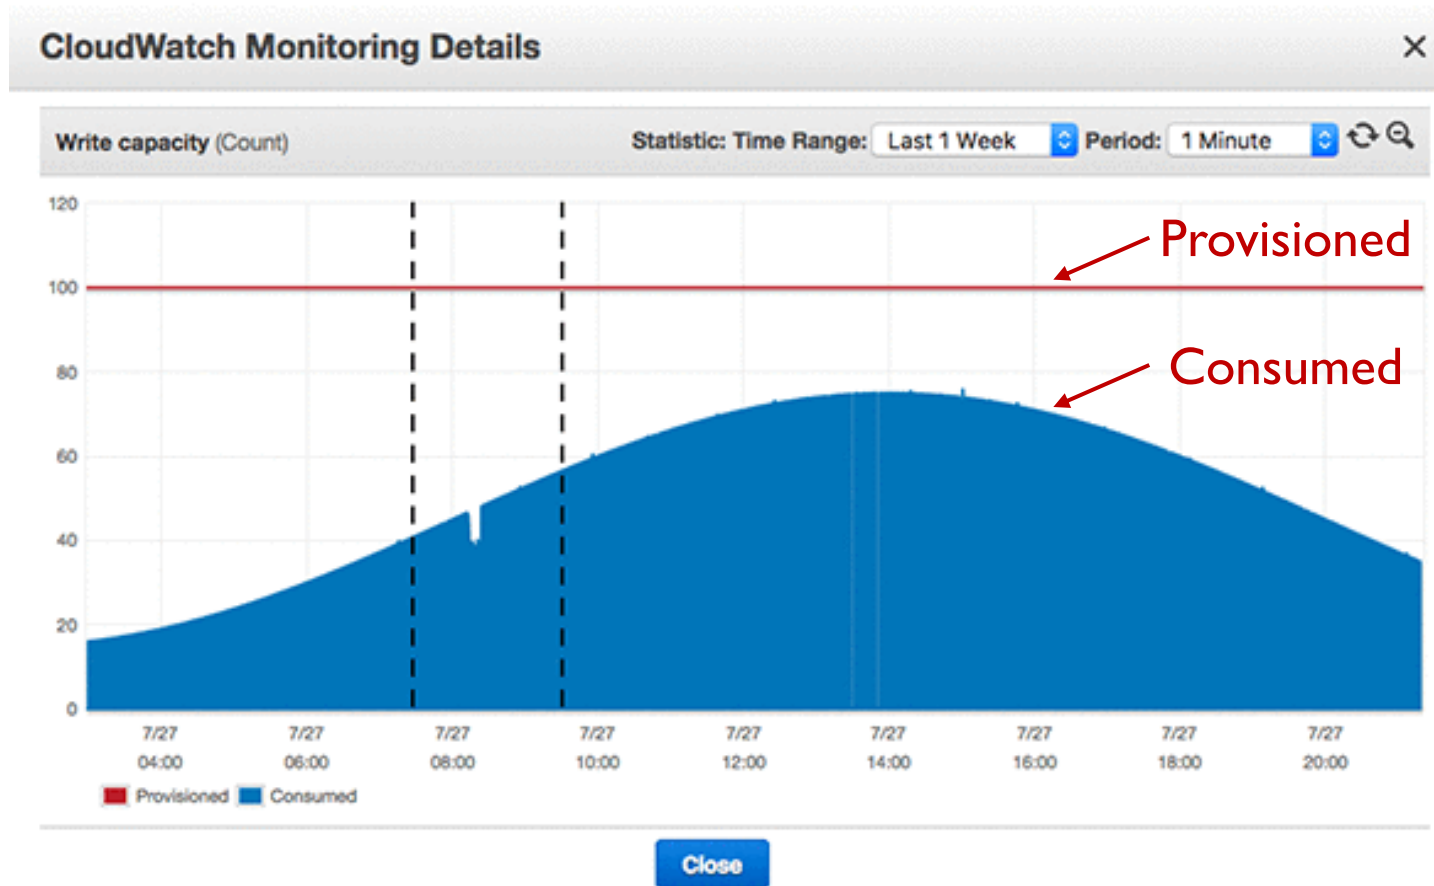 CloudWatch Monitoring Details ×
Write capacity (Count) Statistic: Time Range: Last 1 Week Period: 1 Minute
120
Provisioned
100
80
Consumed
60
40
20
0
7/27 7/27 7/27 7/27 7/27 7/27 7/27 7/27 7/27
04:00 06:00 08:00 10:00 12:00 14:00 16:00 18:00 20:00
Provisioned Consumed
Close